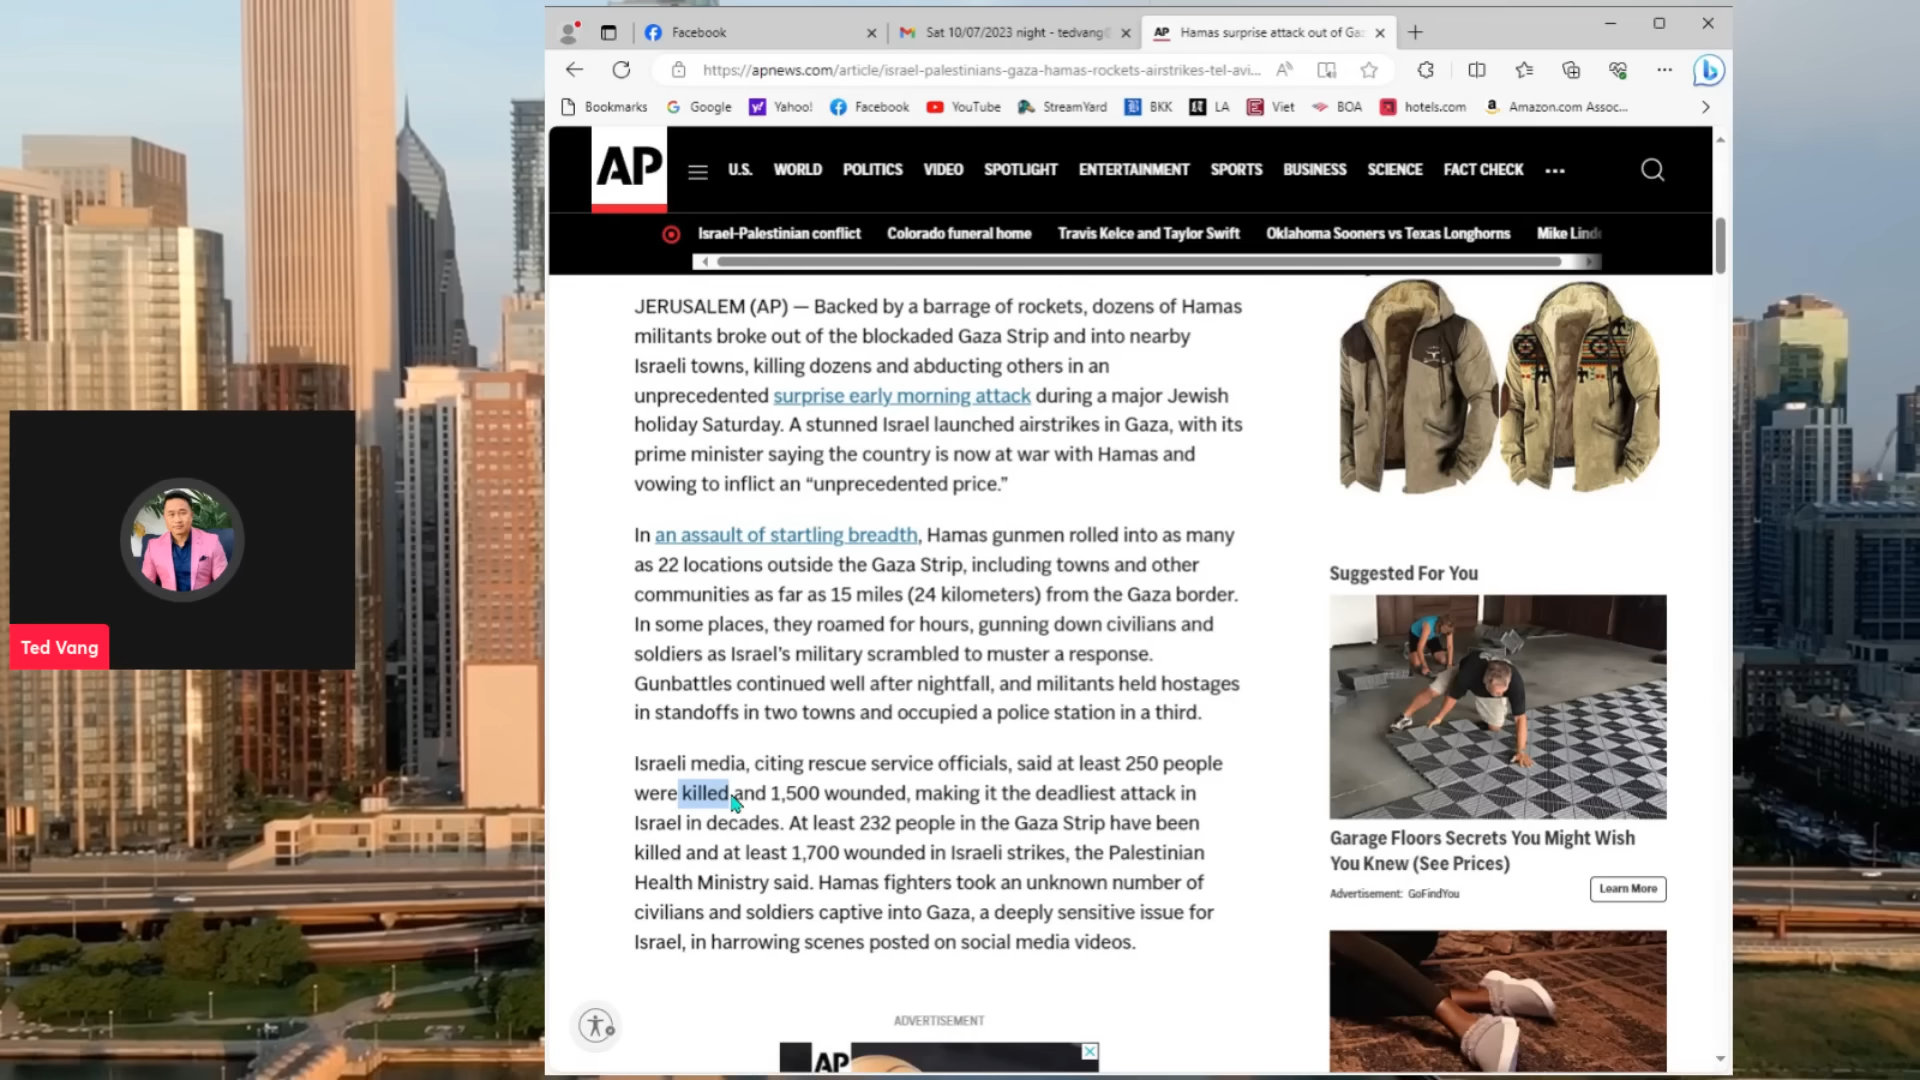 Facebook
Sat 10/07/2023 night - tedvang
Hamas surprise attack out of Ga
https://apnews.com/article/israel-palestinians-gaza-hamas-rockets-airstrikes-tel-avi...
Bookmarks
Google
Yahoo!
Facebook
YouTube
StreamYard
BKK
LA
Viet
BOA
hotels.com
Amazon.com Assoc...
AP
U.S. WORLD POLITICS VIDEO SPOTLIGHT ENTERTAINMENT SPORTS BUSINESS SCIENCE FACT CHECK
Israel-Palestinian conflict Colorado funeral home Travis Kelce and Taylor Swift Oklahoma Sooners vs Texas Longhorns Mike Lind
JERUSALEM (AP) — Backed by a barrage of rockets, dozens of Hamas
militants broke out of the blockaded Gaza Strip and into nearby
Israeli towns, killing dozens and abducting others in an
unprecedented surprise early morning attack during a major Jewish
holiday Saturday. A stunned Israel launched airstrikes in Gaza, with its
prime minister saying the country is now at war with Hamas and
vowing to inflict an “unprecedented price.”
In an assault of startling breadth, Hamas gunmen rolled into as many
as 22 locations outside the Gaza Strip, including towns and other
communities as far as 15 miles (24 kilometers) from the Gaza border.
In some places, they roamed for hours, gunning down civilians and
soldiers as Israel’s military scrambled to muster a response.
Gunbattles continued well after nightfall, and militants held hostages
in standoffs in two towns and occupied a police station in a third.
Israeli media, citing rescue service officials, said at least 250 people
were killed and 1,500 wounded, making it the deadliest attack in
Israel in decades. At least 232 people in the Gaza Strip have been
killed and at least 1,700 wounded in Israeli strikes, the Palestinian
Health Ministry said. Hamas fighters took an unknown number of
civilians and soldiers captive into Gaza, a deeply sensitive issue for
Israel, in harrowing scenes posted on social media videos.
ADVERTISEMENT
AP
Suggested For You
Garage Floors Secrets You Might Wish
You Knew (See Prices)
Advertisement: GoFindYou
Learn More
Ted Vang